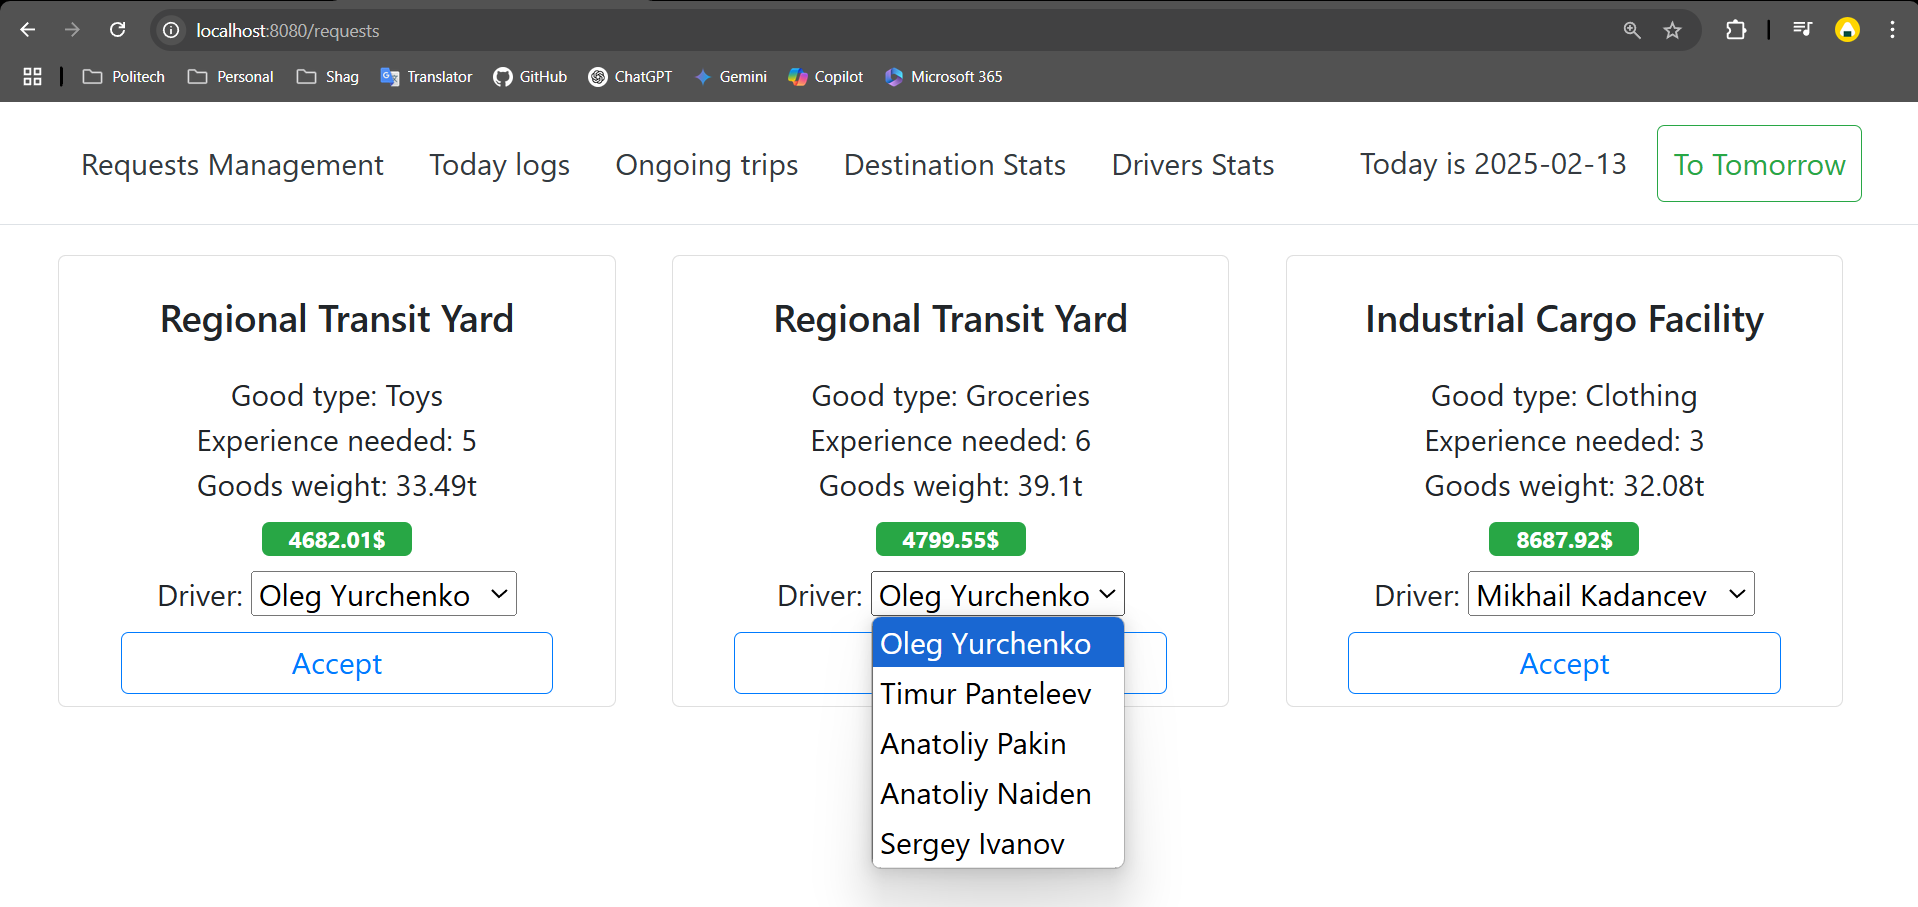 localhost:8080/requests
Politech Personal Shag Translator GitHub ChatGPT Gemini Copilot Microsoft 365
Requests Management Today logs Ongoing trips Destination Stats Drivers Stats Today is 2025-02-13 To Tomorrow
Regional Transit Yard
Good type: Toys
Experience needed: 5
Goods weight: 33.49t
4682.01$
Driver: Oleg Yurchenko
Accept
Regional Transit Yard
Good type: Groceries
Experience needed: 6
Goods weight: 39.1t
4799.55$
Driver: Oleg Yurchenko
Oleg Yurchenko
Timur Panteleev
Anatoliy Pakin
Anatoliy Naiden
Sergey Ivanov
Industrial Cargo Facility
Good type: Clothing
Experience needed: 3
Goods weight: 32.08t
8687.92$
Driver: Mikhail Kadancev
Accept